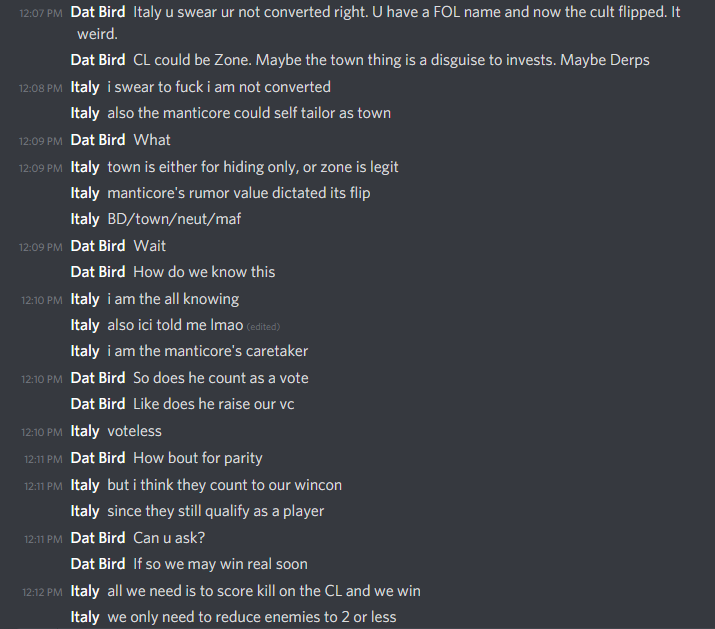 12:07 PM Dat Bird Italy u swear ur not converted right. U have a FOL name and now the cult flipped. It
weird.
Dat Bird CL could be Zone. Maybe the town thing is a disguise to invests. Maybe Derps
12:08 PM Italy i swear to fuck i am not converted
Italy also the manticore could self tailor as town
12:09 PM Dat Bird What
12:09 PM Italy town is either for hiding only, or zone is legit
Italy manticore's rumor value dictated its flip
Italy BD/town/neut/maf
12:09 PM Dat Bird Wait
Dat Bird How do we know this
12:10 PM Italy i am the all knowing
Italy also ici told me lmao (edited)
Italy i am the manticore's caretaker
12:10 PM Dat Bird So does he count as a vote
Dat Bird Like does he raise our vc
12:10 PM Italy voteless
12:11 PM Dat Bird How bout for parity
12:11 PM Italy but i think they count to our wincon
Italy since they still qualify as a player
12:11 PM Dat Bird Can u ask?
Dat Bird If so we may win real soon
12:12 PM Italy all we need is to score kill on the CL and we win
Italy we only need to reduce enemies to 2 or less